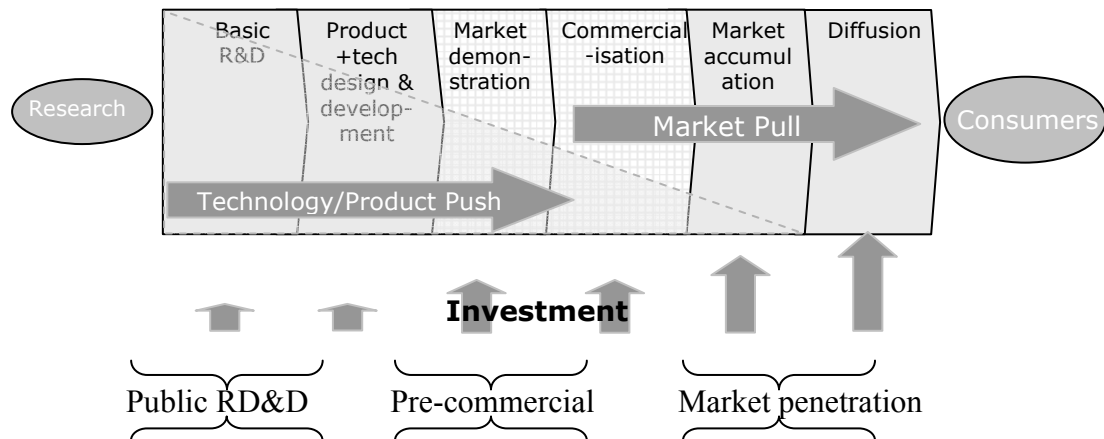 Basic
R&D
Product
+tech
design &
develop-
ment
Market
demon-
stration
Commercial
-isation
Market
accumul
ation
Diffusion
Research
Market Pull
Consumers
Technology/Product Push
Investment
Public RD&D
Pre-commercial
Market penetration